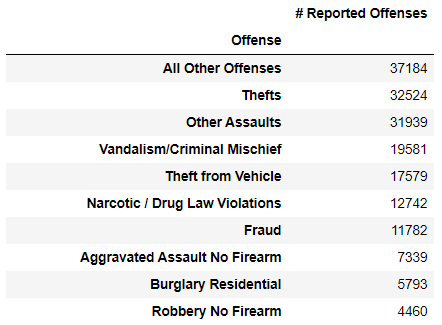 # Reported Offenses
Offense
All Other Offenses 37184
Thefts 32524
Other Assaults 31939
Vandalism/Criminal Mischief 19581
Theft from Vehicle 17579
Narcotic / Drug Law Violations 12742
Fraud 11782
Aggravated Assault No Firearm 7339
Burglary Residential 5793
Robbery No Firearm 4460